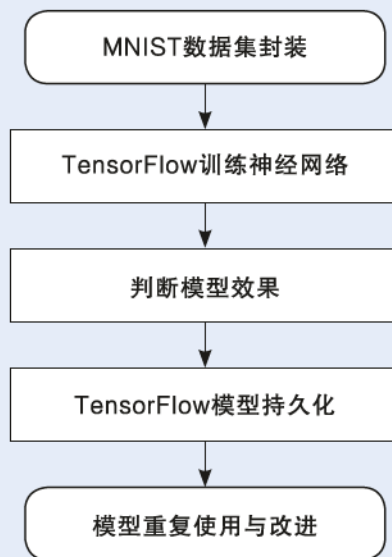 MNIST数据集封装
TensorFlow训练神经网络
判断模型效果
TensorFlow模型持久化
模型重复使用与改进